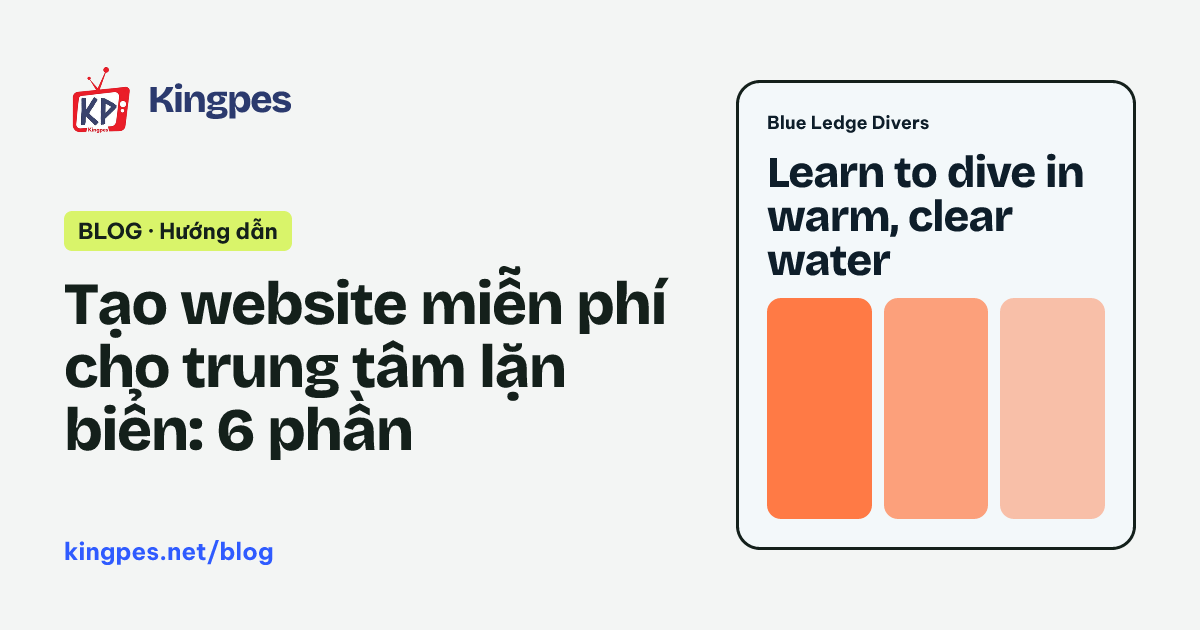 KP
Kingpes
Kingpes
BLOG · Hướng dẫn
Tạo website miễn phí
cho trung tâm lặn
biển: 6 phần
kingpes.net/blog
Blue Ledge Divers
Learn to dive in
warm, clear
water